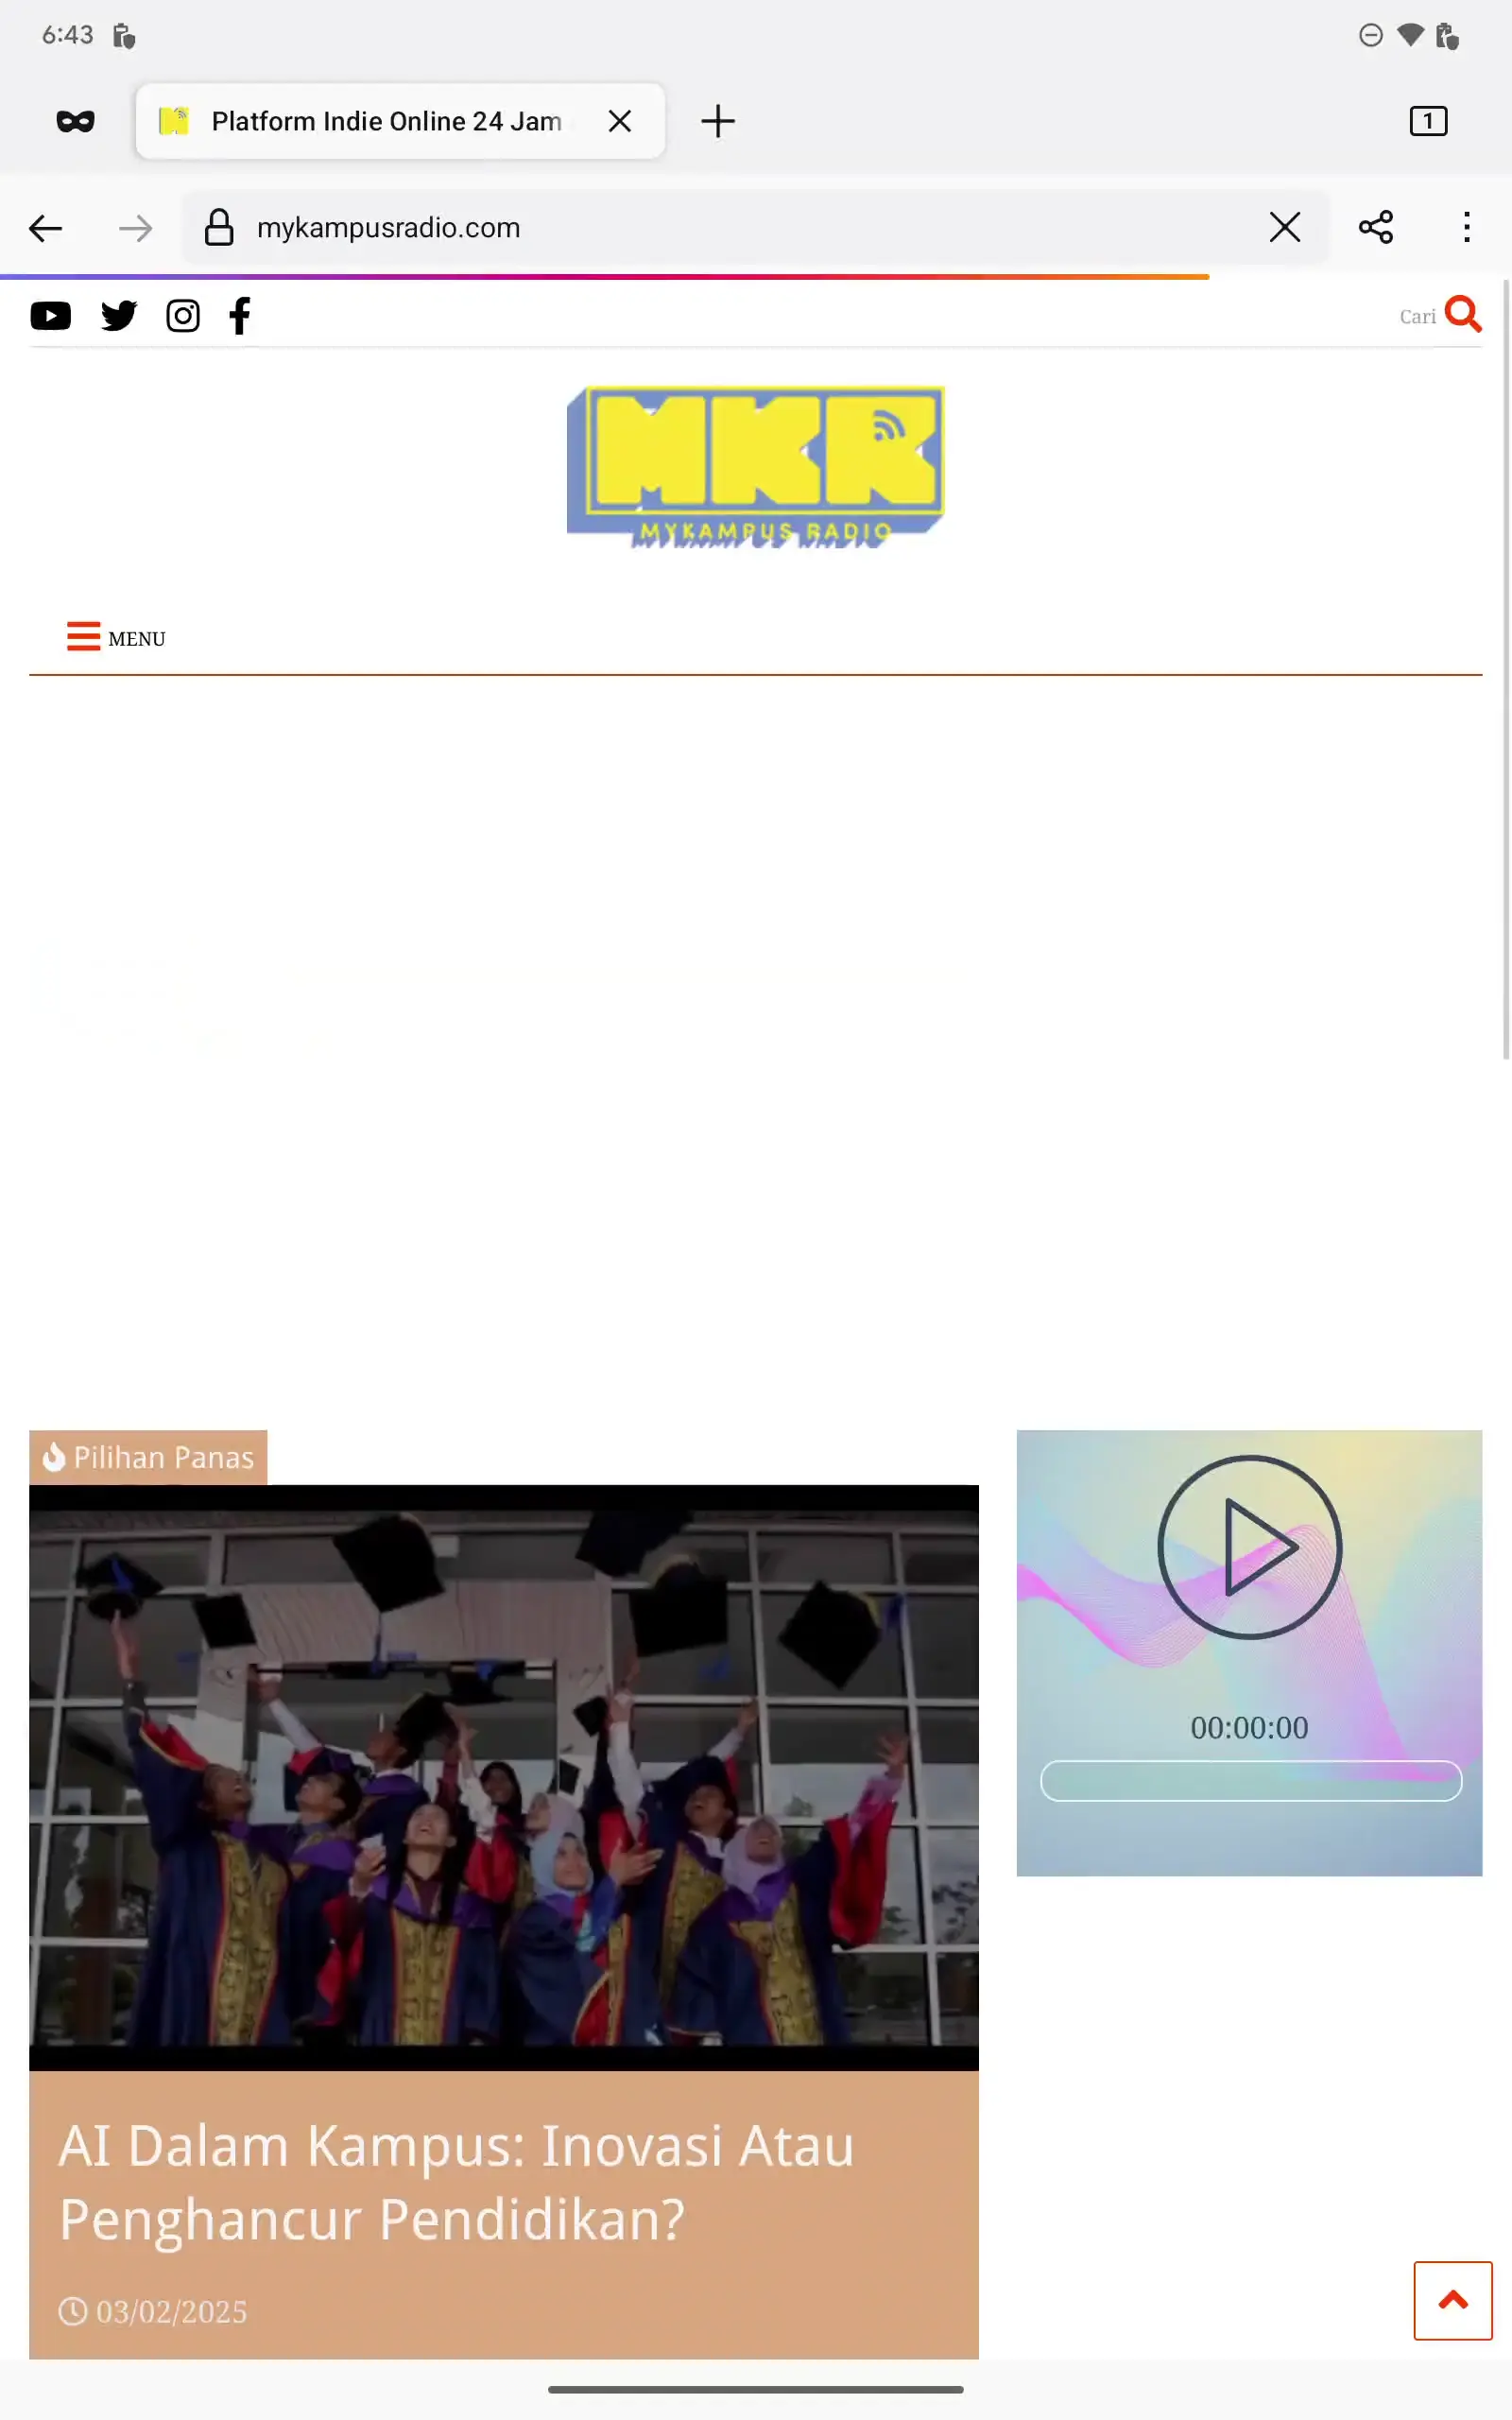 6:43
Platform Indie Online 24 Jam
1
mykampusradio.com
Cari
MKR
MYKAMPUS RADIO
MENU
Pilihan Panas
00:00:00
AI Dalam Kampus: Inovasi Atau
Penghancur Pendidikan?
03/02/2025